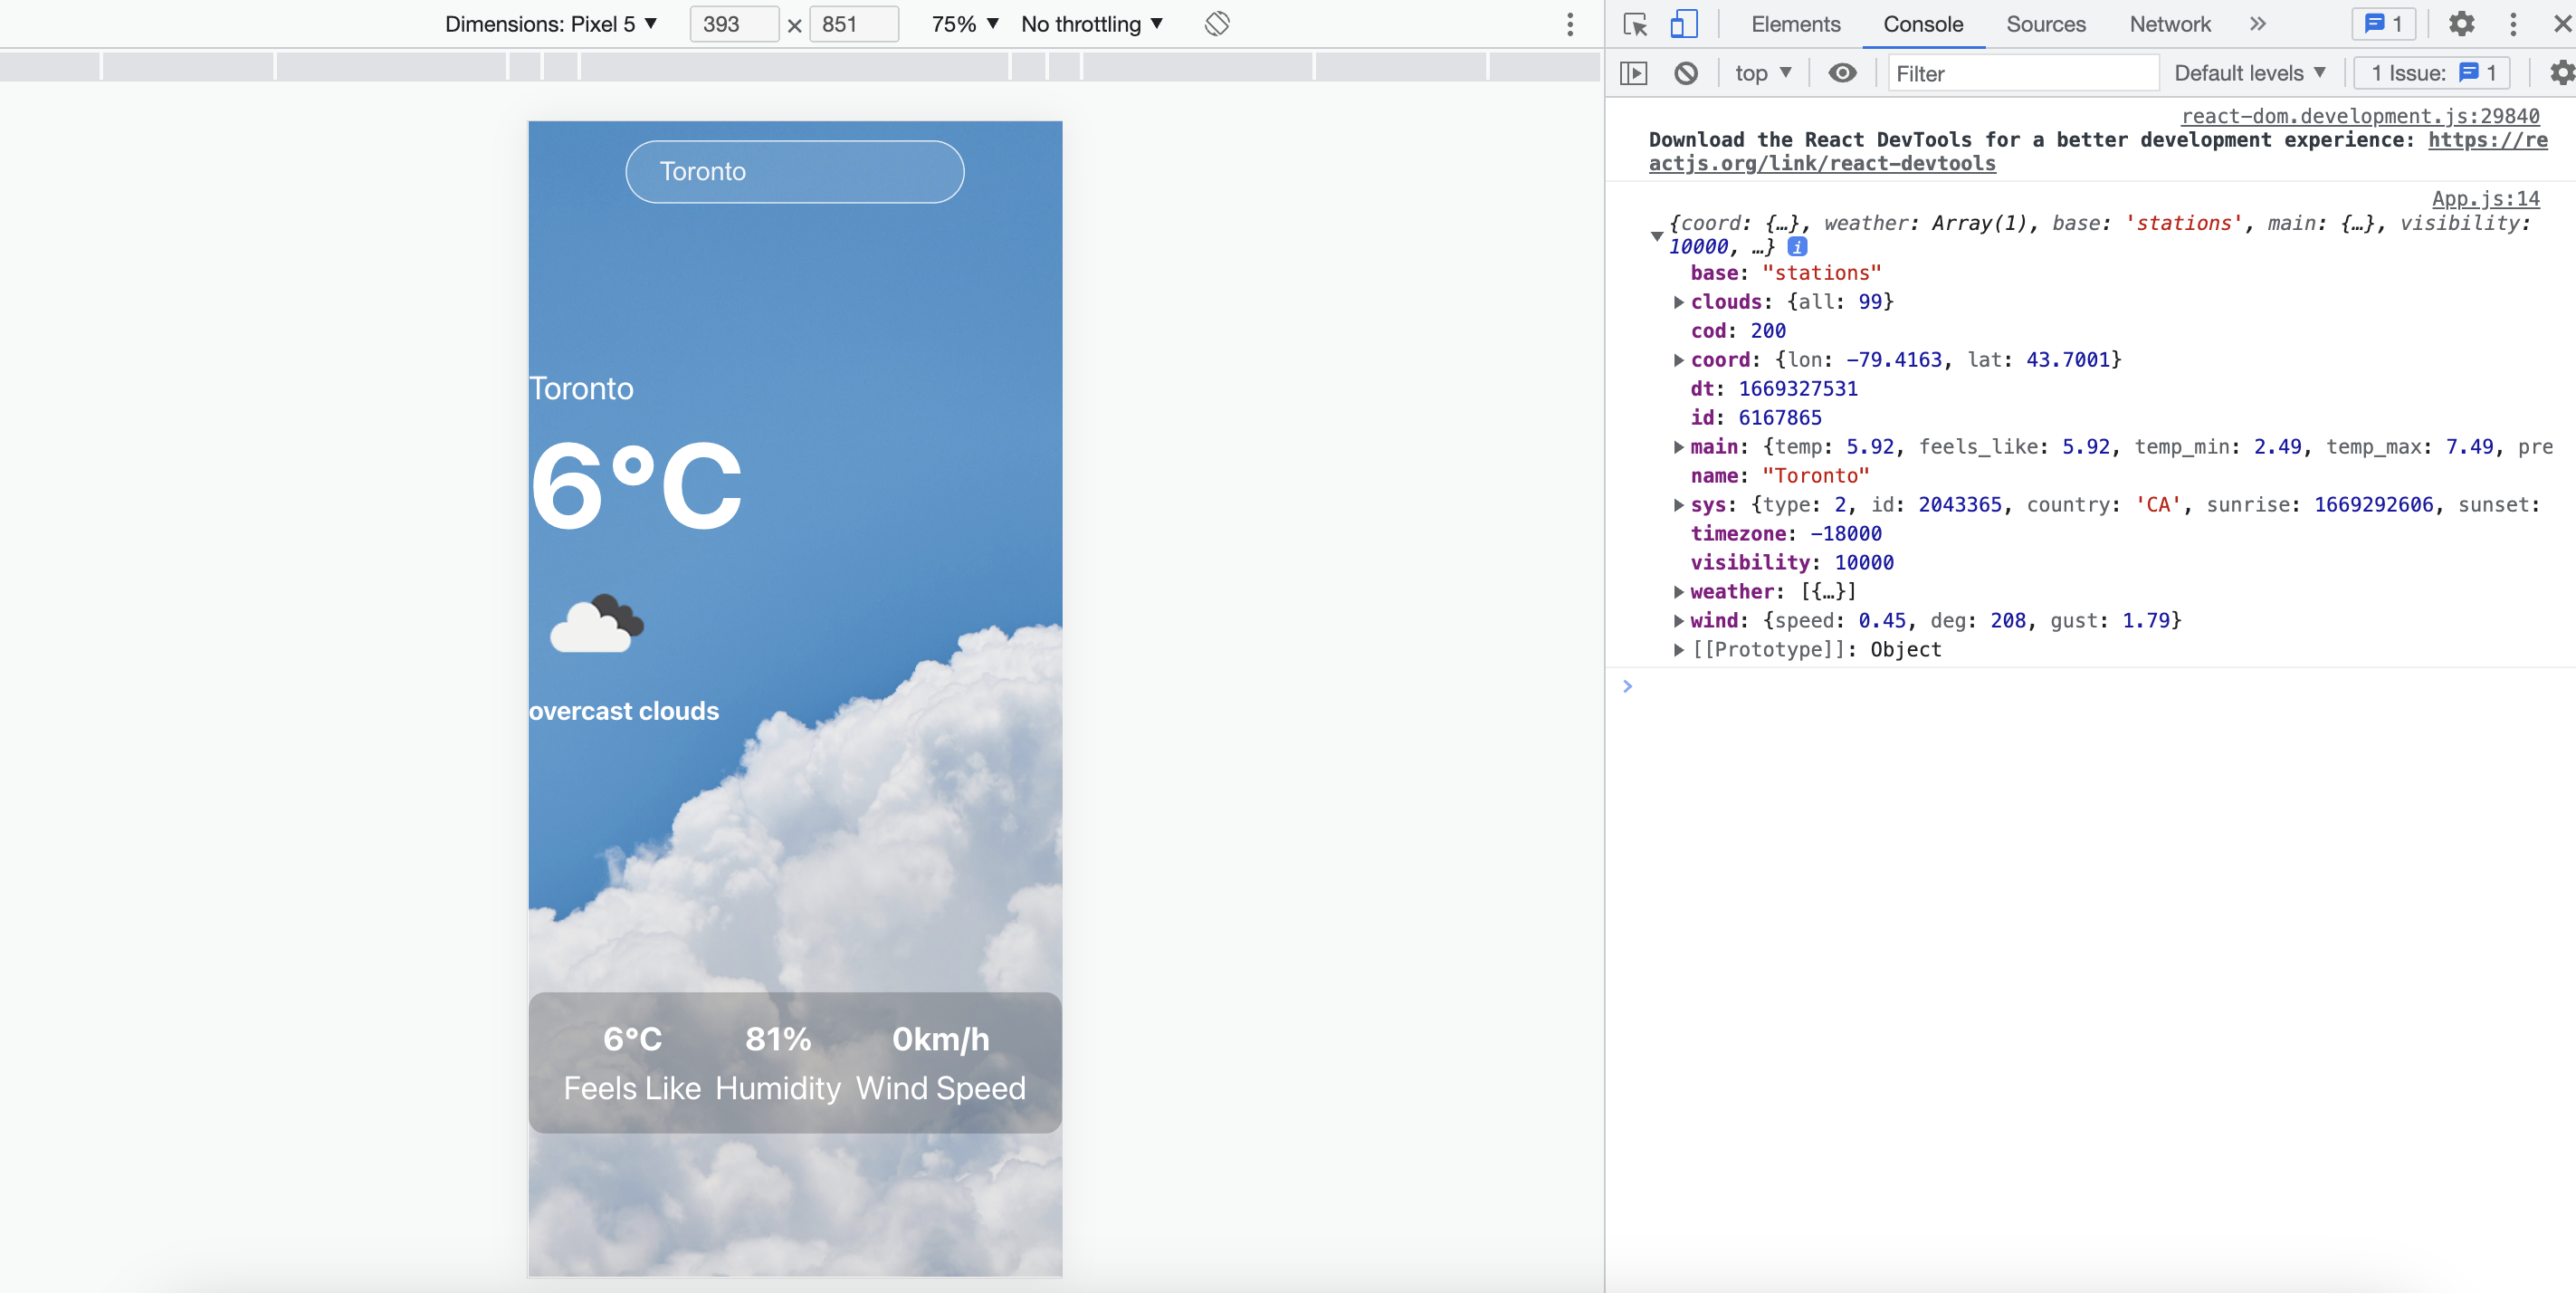 Dimensions: Pixel 5 ▼ 393 × 851 75% ▼ No throttling ▼
Toronto
Toronto
6°C
overcast clouds
6°C 81% 0km/h
Feels Like Humidity Wind Speed
Elements Console Sources Network » 1
top ▼ Filter Default levels ▼ 1 Issue: 1
react-dom.development.js:29840
Download the React DevTools for a better development experience: https://re
actjs.org/link/react-devtools
App.js:14
{coord: {…}, weather: Array(1), base: 'stations', main: {…}, visibility:
10000, …} i
base: "stations"
clouds: {all: 99}
cod: 200
coord: {lon: -79.4163, lat: 43.7001}
dt: 1669327531
id: 6167865
main: {temp: 5.92, feels_like: 5.92, temp_min: 2.49, temp_max: 7.49, pre
name: "Toronto"
sys: {type: 2, id: 2043365, country: 'CA', sunrise: 1669292606, sunset:
timezone: -18000
visibility: 10000
weather: [{…}]
wind: {speed: 0.45, deg: 208, gust: 1.79}
[[Prototype]]: Object